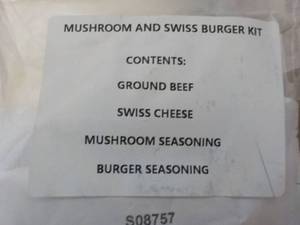 MUSHROOM AND SWISS BURGER KIT
CONTENTS:
GROUND BEEF
SWISS CHEESE
MUSHROOM SEASONING
BURGER SEASONING
S08757